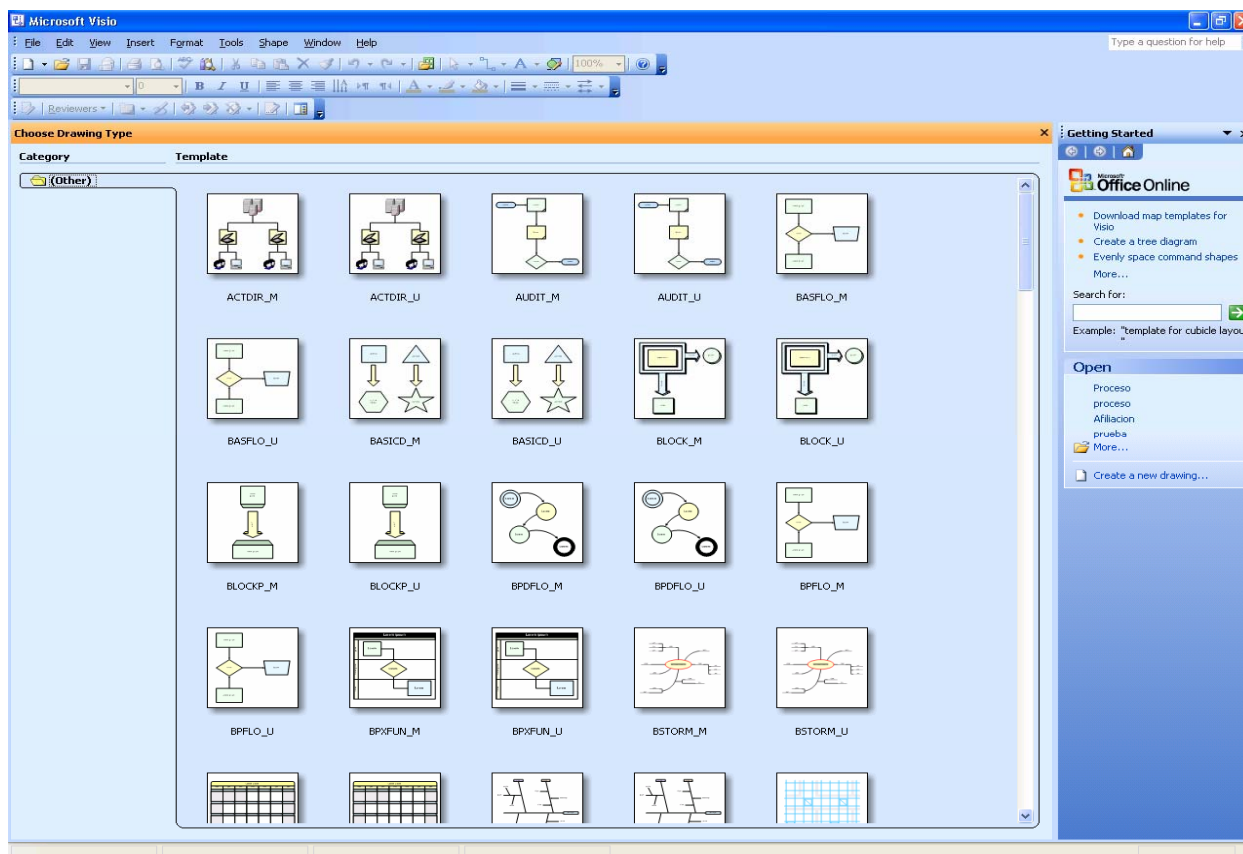 Microsoft Visio
File Edit View Insert Format Tools Shape Window Help
Type a question for help
100%
0 B I U A
Reviewers
Choose Drawing Type
Category Template
(Other)
ACTDIR_M ACTDIR_U AUDIT_M AUDIT_U BASFLO_M
BASFLO_U BASICD_M BASICD_U BLOCK_M BLOCK_U
BLOCKP_M BLOCKP_U BPDFLO_M BPDFLO_U BPFLO_M
BPFLO_U BPXFUN_M BPXFUN_U BSTORM_M BSTORM_U
Getting Started
Microsoft
Office Online
Download map templates for
Visio
Create a tree diagram
Evenly space command shapes
More...
Search for:
Example: "template for cubicle layou
"
Open
Proceso
proceso
Afiliacion
prueba
More...
Create a new drawing...